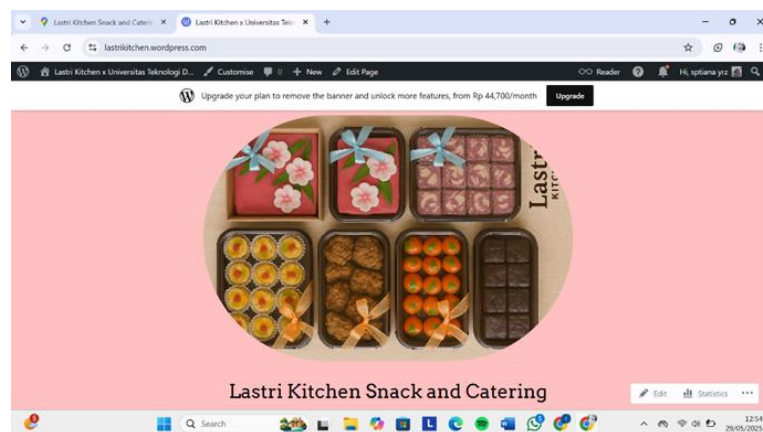 Lastri Kitchen Snack and Caterin
Lastri Kitchen x Universitas Tekn
lastrikitchen.wordpress.com
Lastri Kitchen x Universitas Teknologi D...
Customise
0
New
Edit Page
Reader
Hi, sptiana yrz
Upgrade your plan to remove the banner and unlock more features, from Rp 44,700/month
Upgrade
Lastri
KITC
Lastri Kitchen Snack and Catering
Edit
Statistics
Search
12:54
29/05/2025